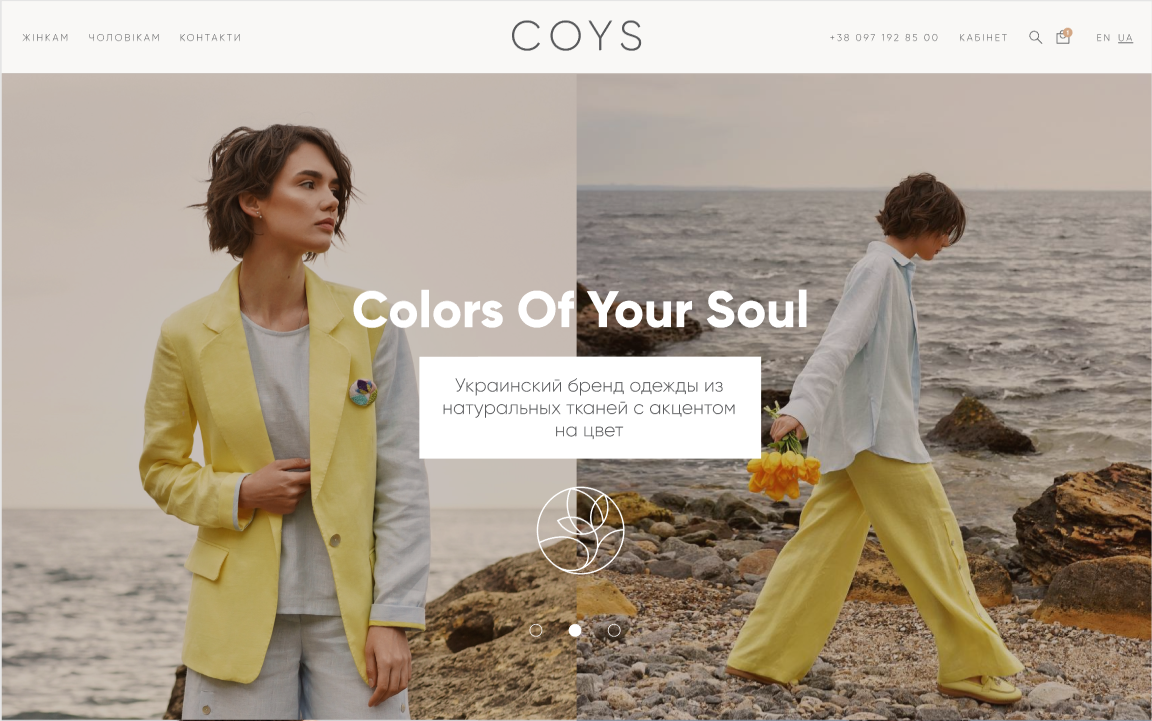 ЖІНКАМ ЧОЛОВІКАМ КОНТАКТИ COYS +38 097 192 85 00 КАБІНЕТ 1 EN UA
Colors Of Your Soul
Украинский бренд одежды из
натуральных тканей с акцентом
на цвет